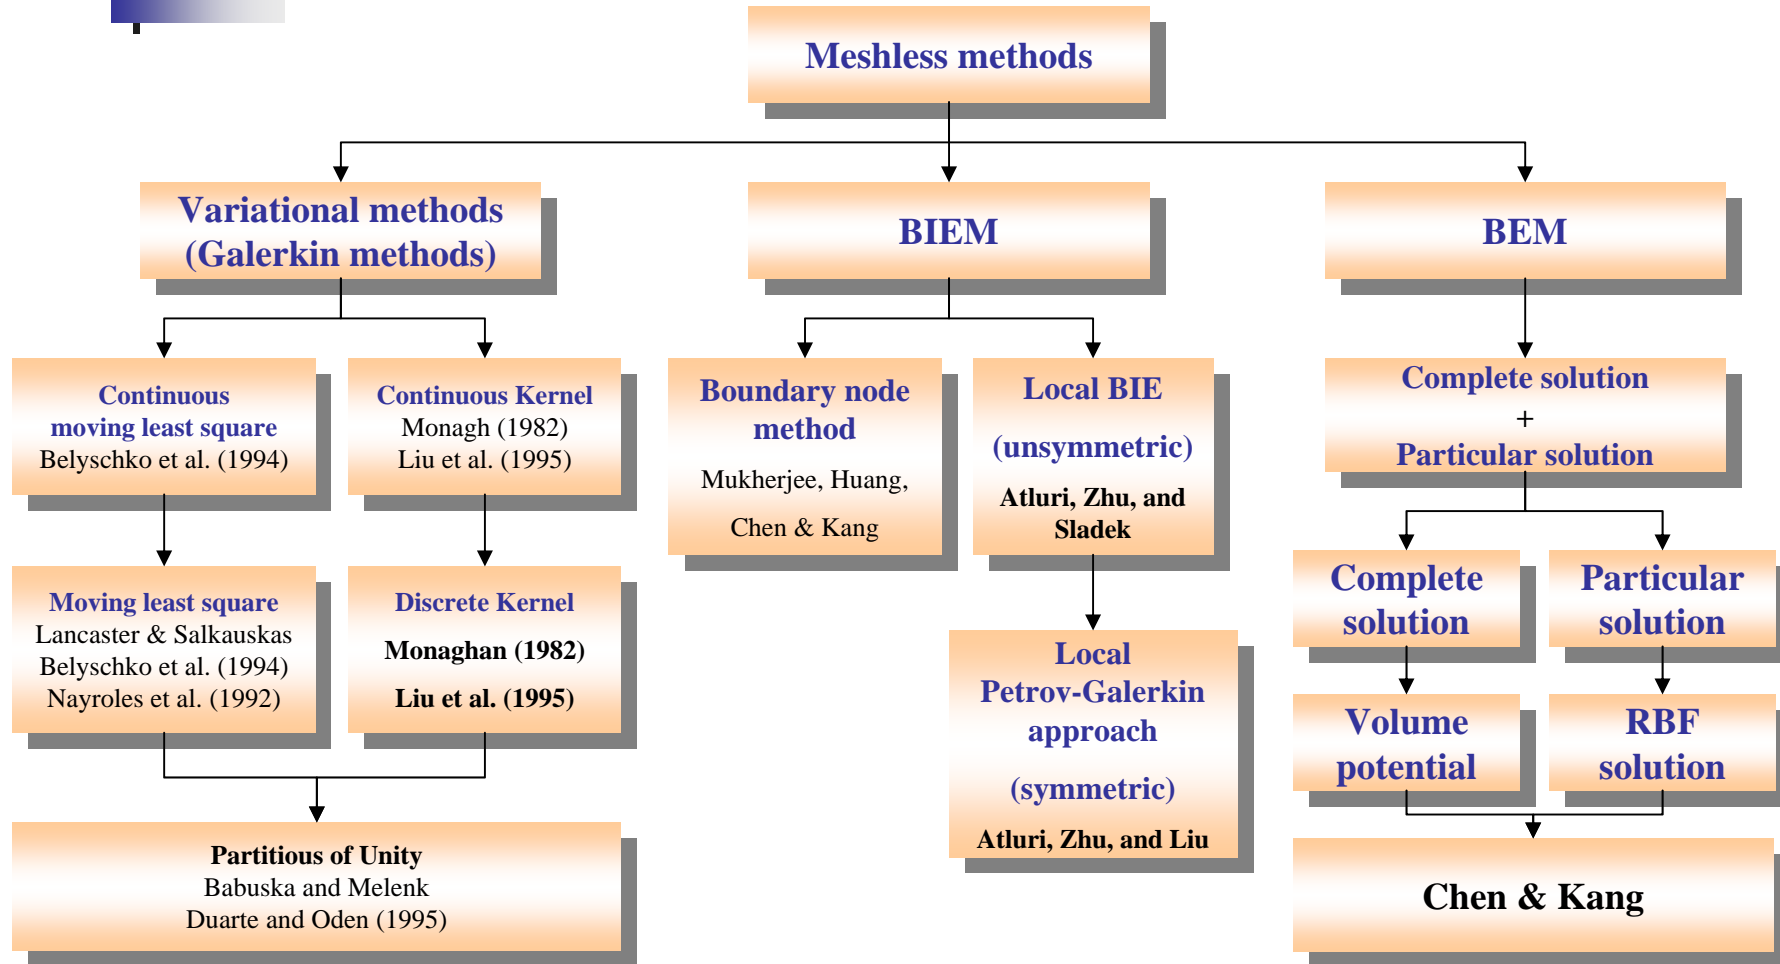 Meshless methods
Variational methods
(Galerkin methods)
BIEM
BEM
Continuous
moving least square
Belyschko et al. (1994)
Continuous Kernel
Monagh (1982)
Liu et al. (1995)
Boundary node
method
Mukherjee, Huang,
Chen & Kang
Local BIE
(unsymmetric)
Atluri, Zhu, and
Sladek
Complete solution
+
Particular solution
Moving least square
Lancaster & Salkauskas
Belyschko et al. (1994)
Nayroles et al. (1992)
Discrete Kernel
Monaghan (1982)
Liu et al. (1995)
Local
Petrov-Galerkin
approach
(symmetric)
Atluri, Zhu, and Liu
Complete
solution
Particular
solution
Volume
potential
RBF
solution
Partitious of Unity
Babuska and Melenk
Duarte and Oden (1995)
Chen & Kang